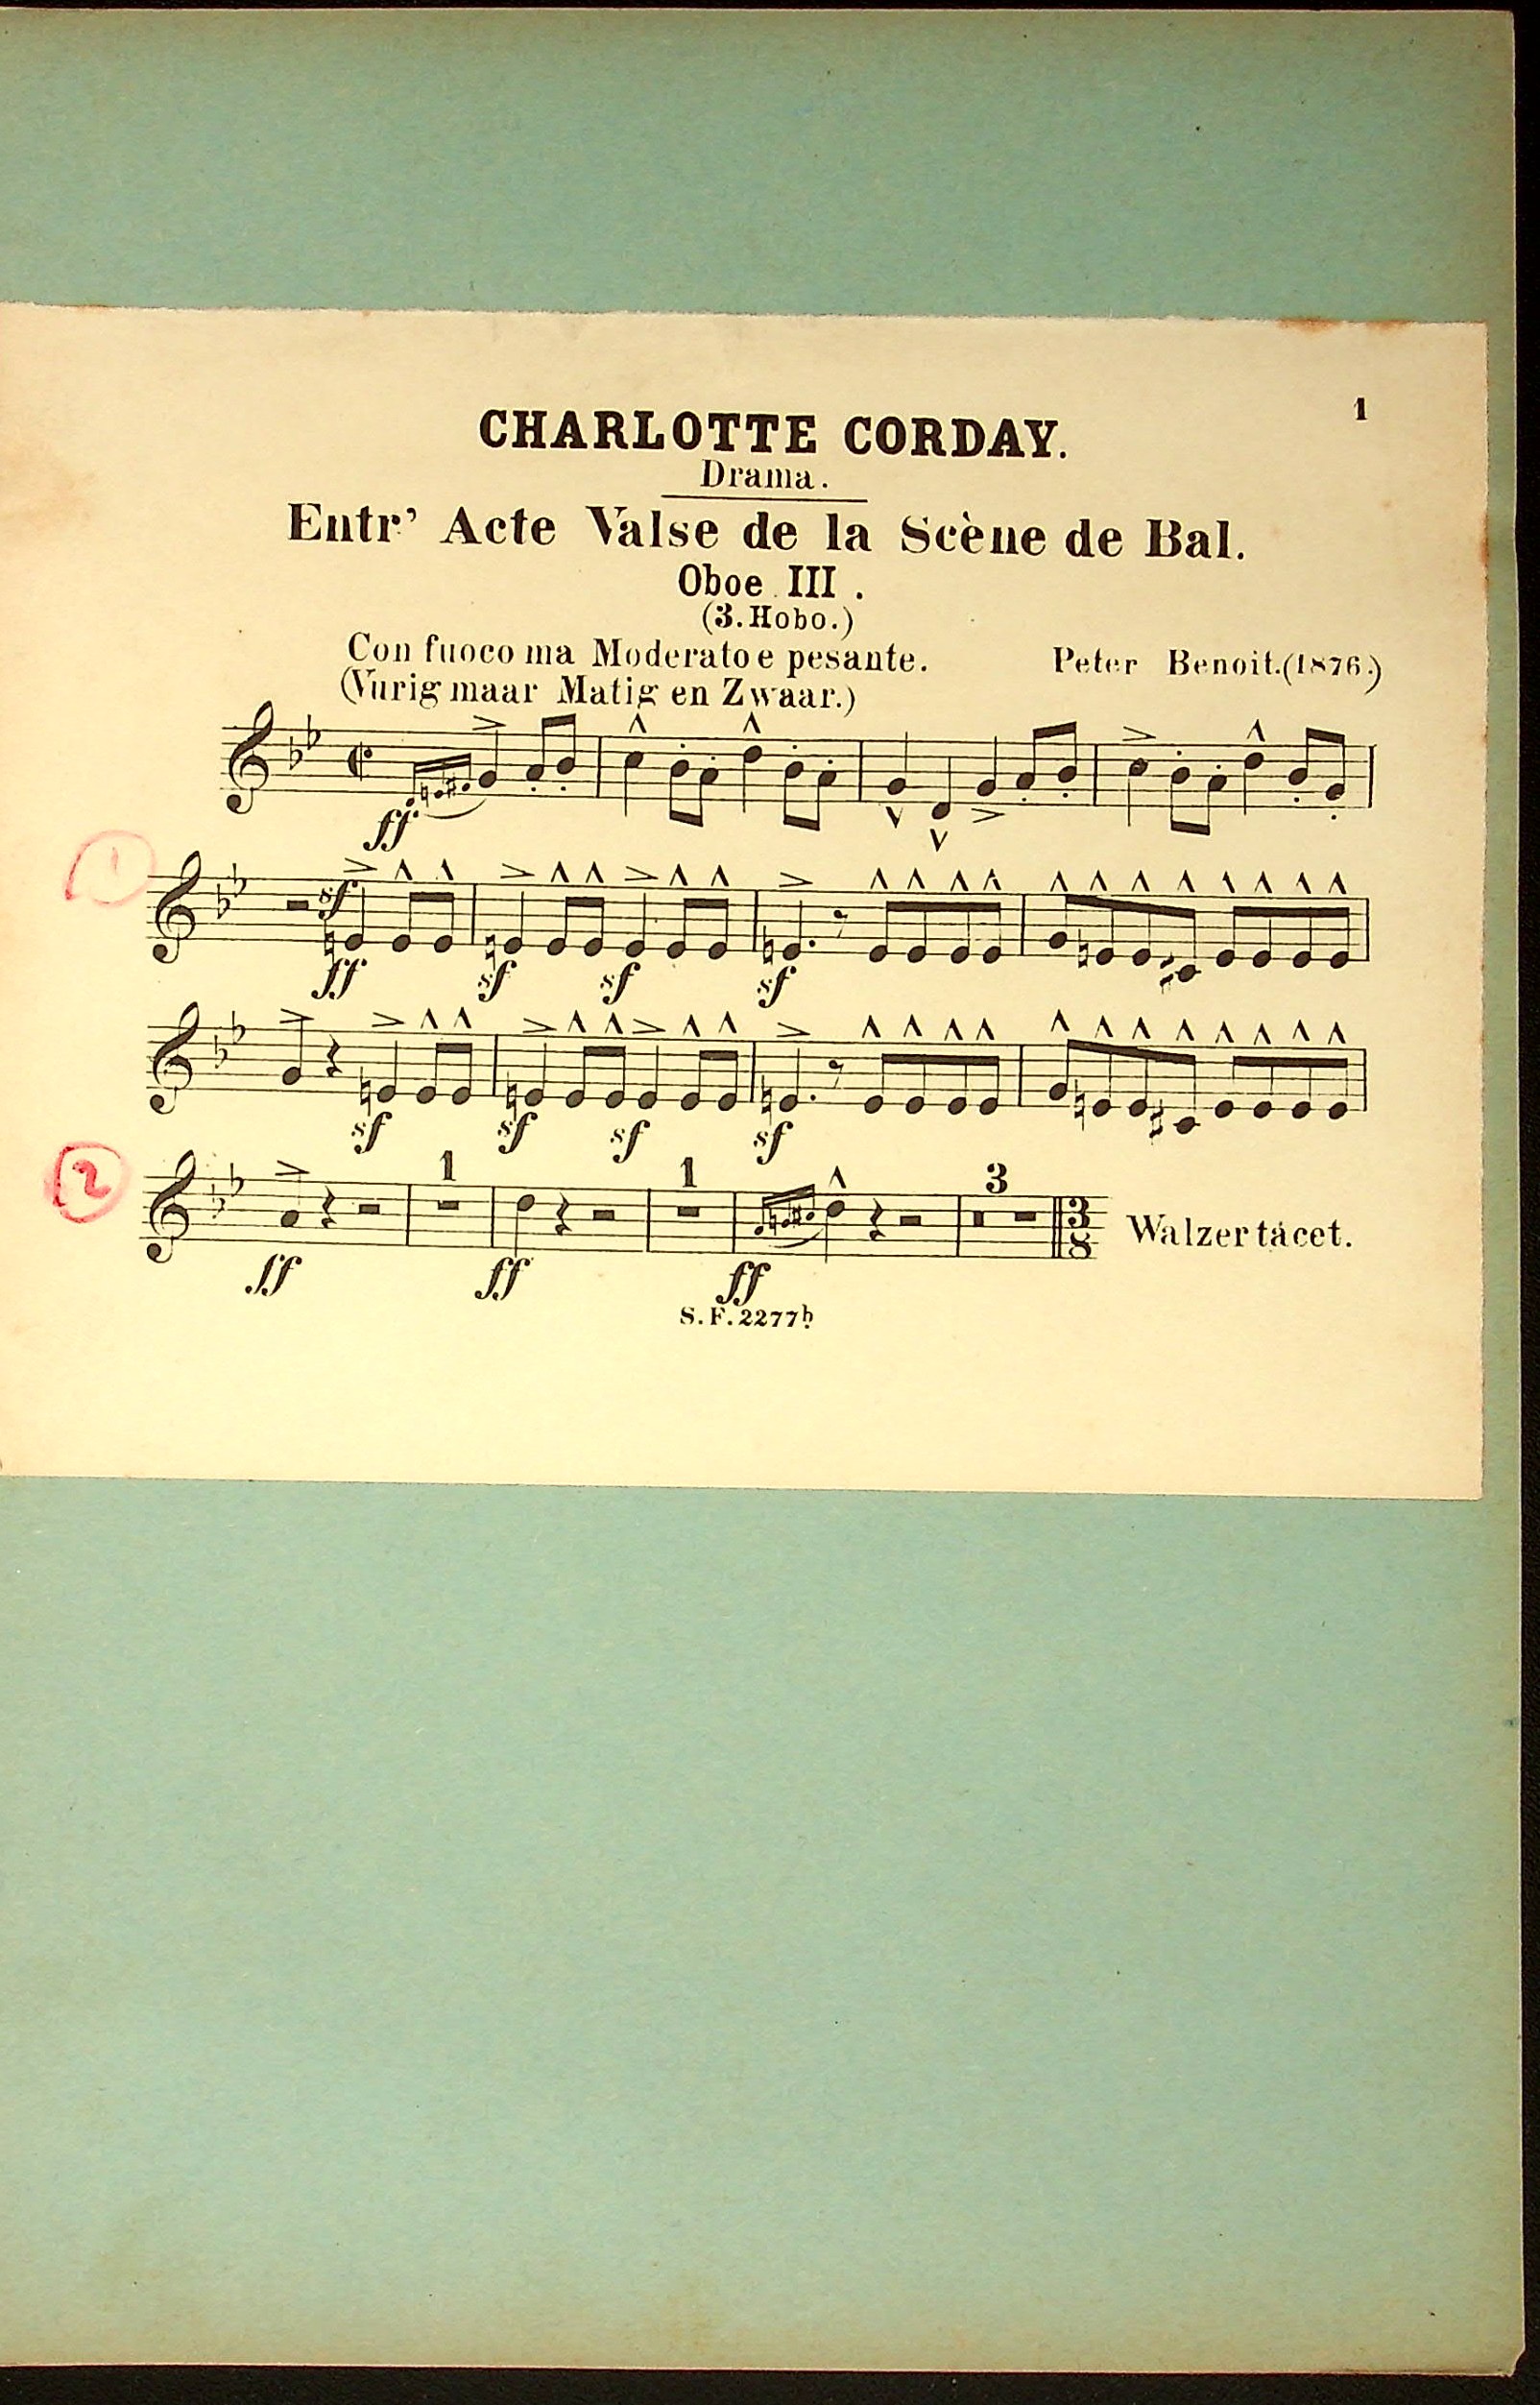 1
CHARLOTTE CORDAY.
Drama.
Entr' Acte Valse de la Scène de Bal.
Oboe III.
(3. Hobo.)
Con fuoco ma Moderato e pesante.
Peter Benoit. (1876.)
(Vurig maar Matig en Zwaar.)
ff
1
sf
ff sf sf sf
sf sf sf sf
2
1 1 3
3
8
Walzer tacet.
ff ff ff
S. F. 2277b